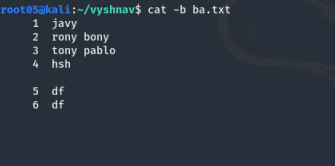 root05@kali:~/vyshnav$ cat -b ba.txt
1 javy
2 rony bony
3 tony pablo
4 hsh

5 df
6 df